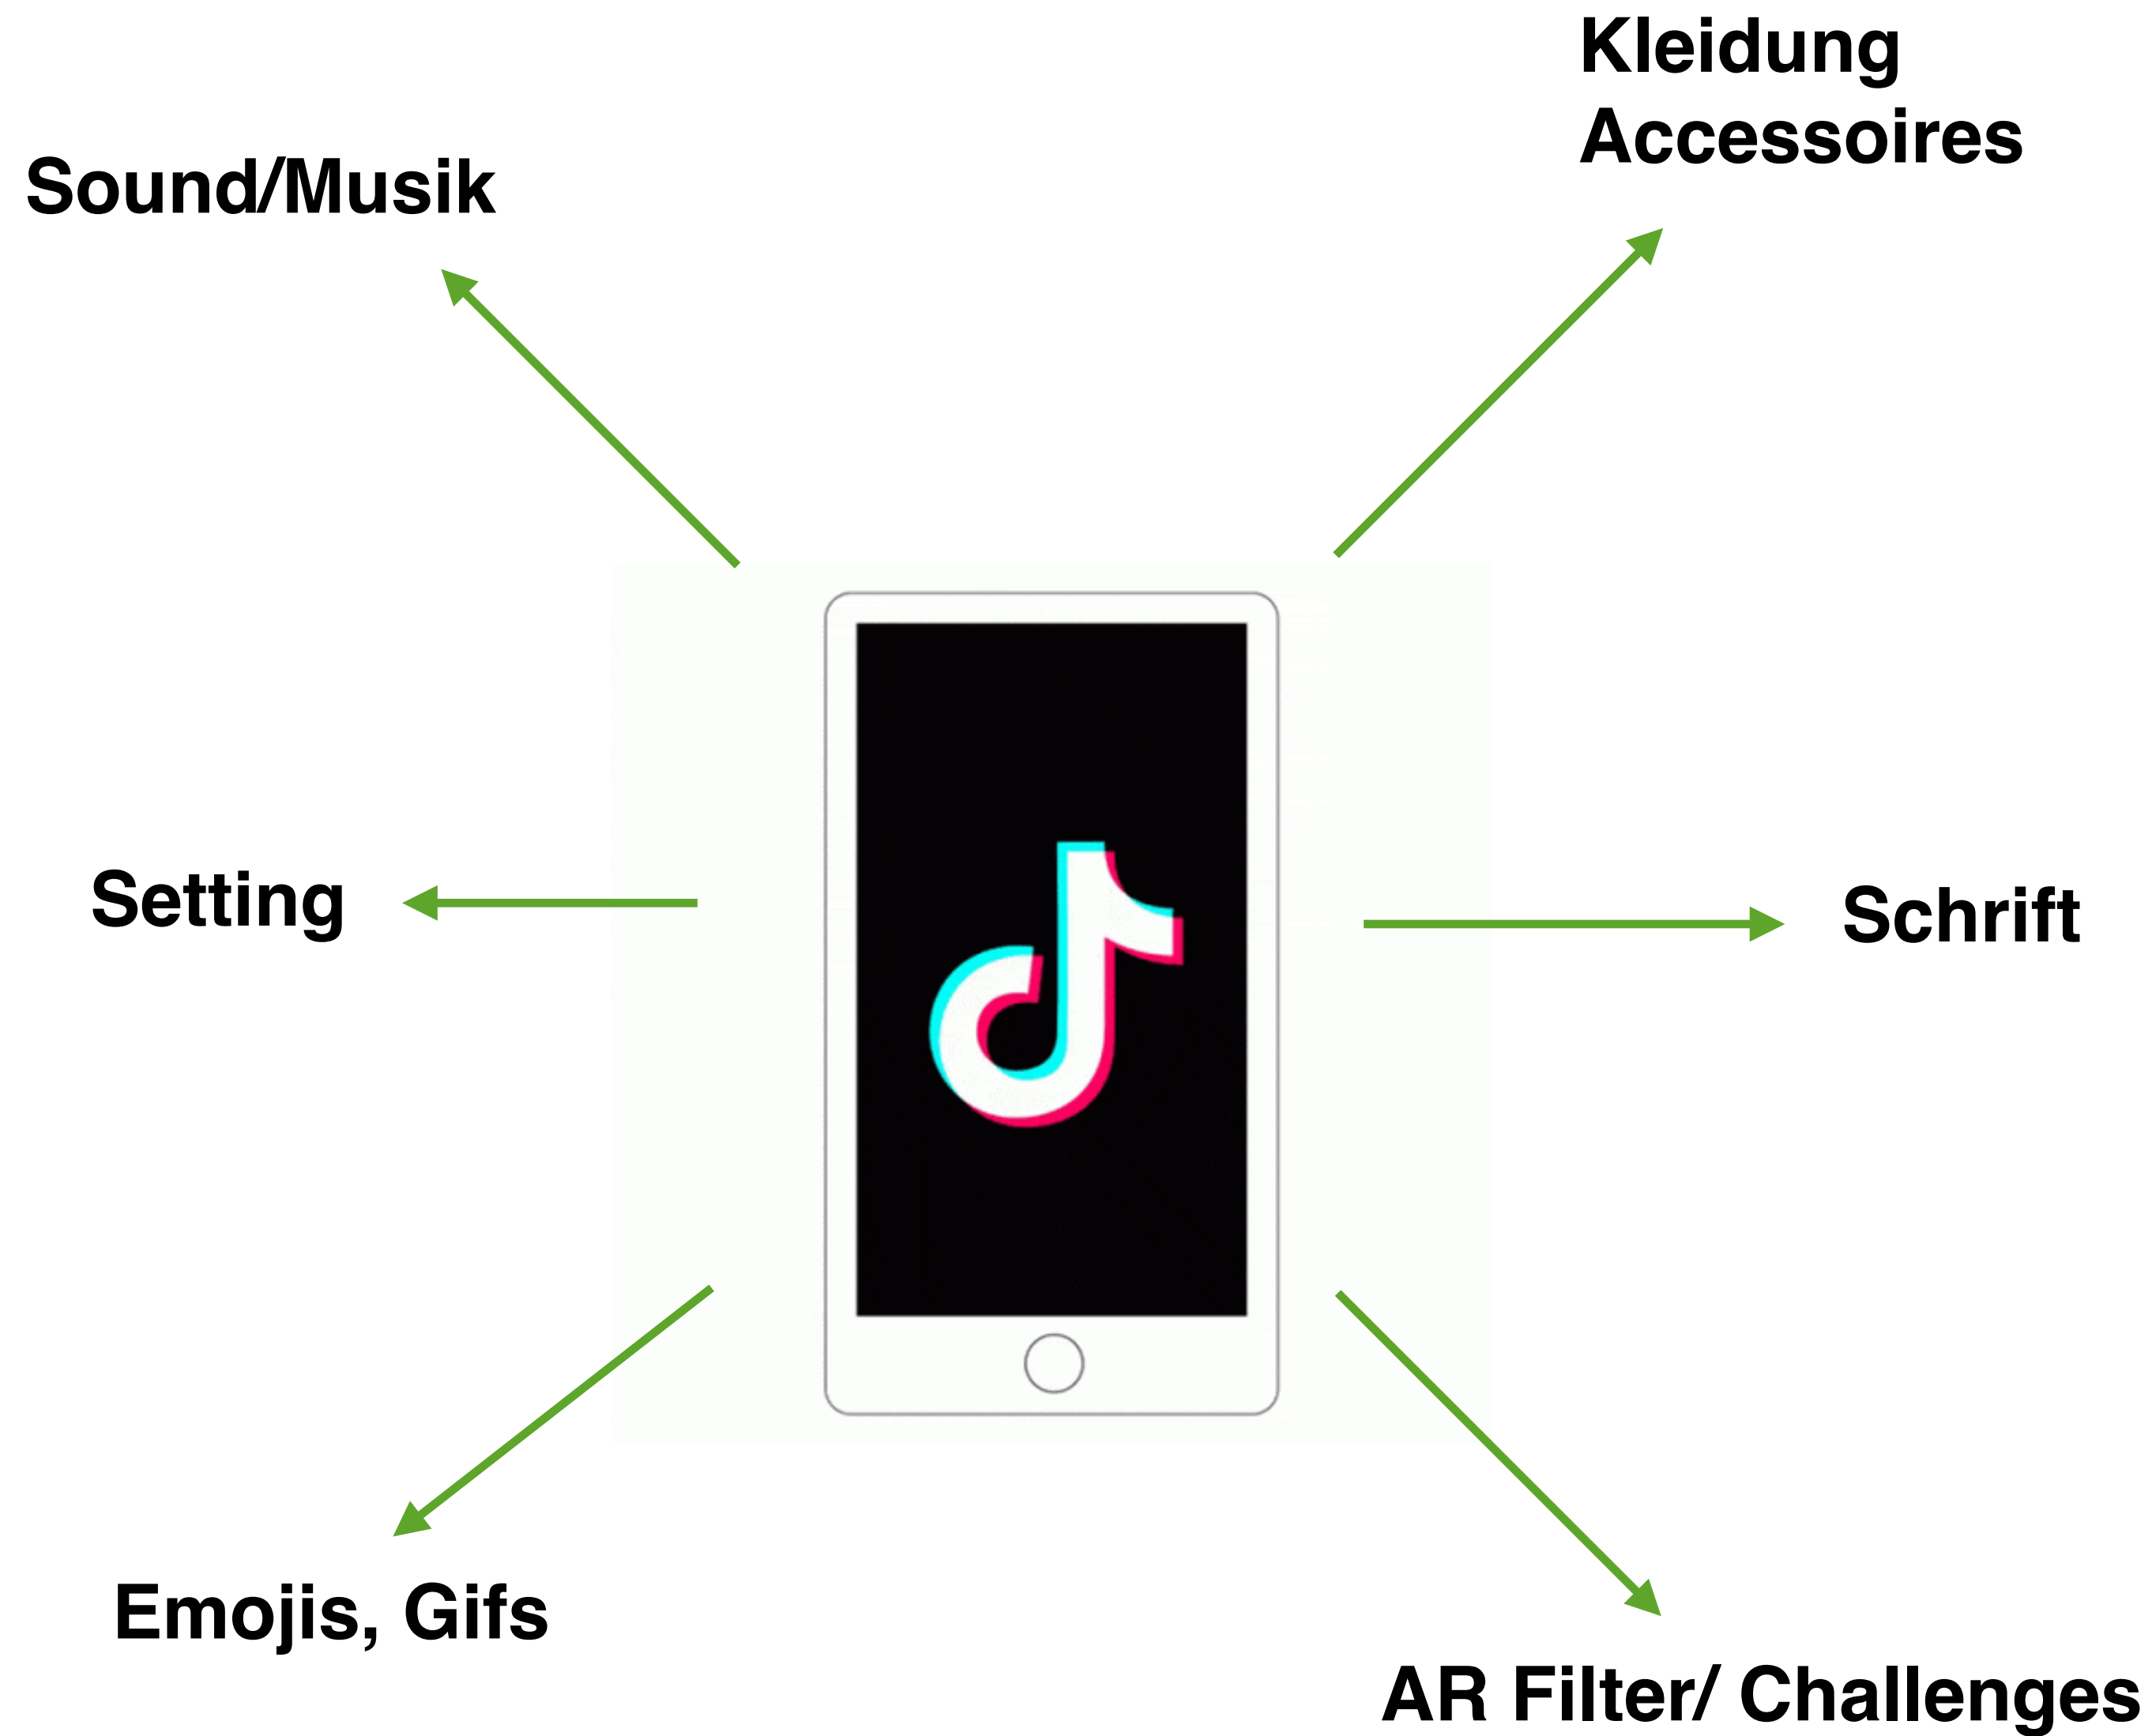 Kleidung
Accessoires
Sound/Musik
Setting
Schrift
Emojis, Gifs
AR Filter/ Challenges